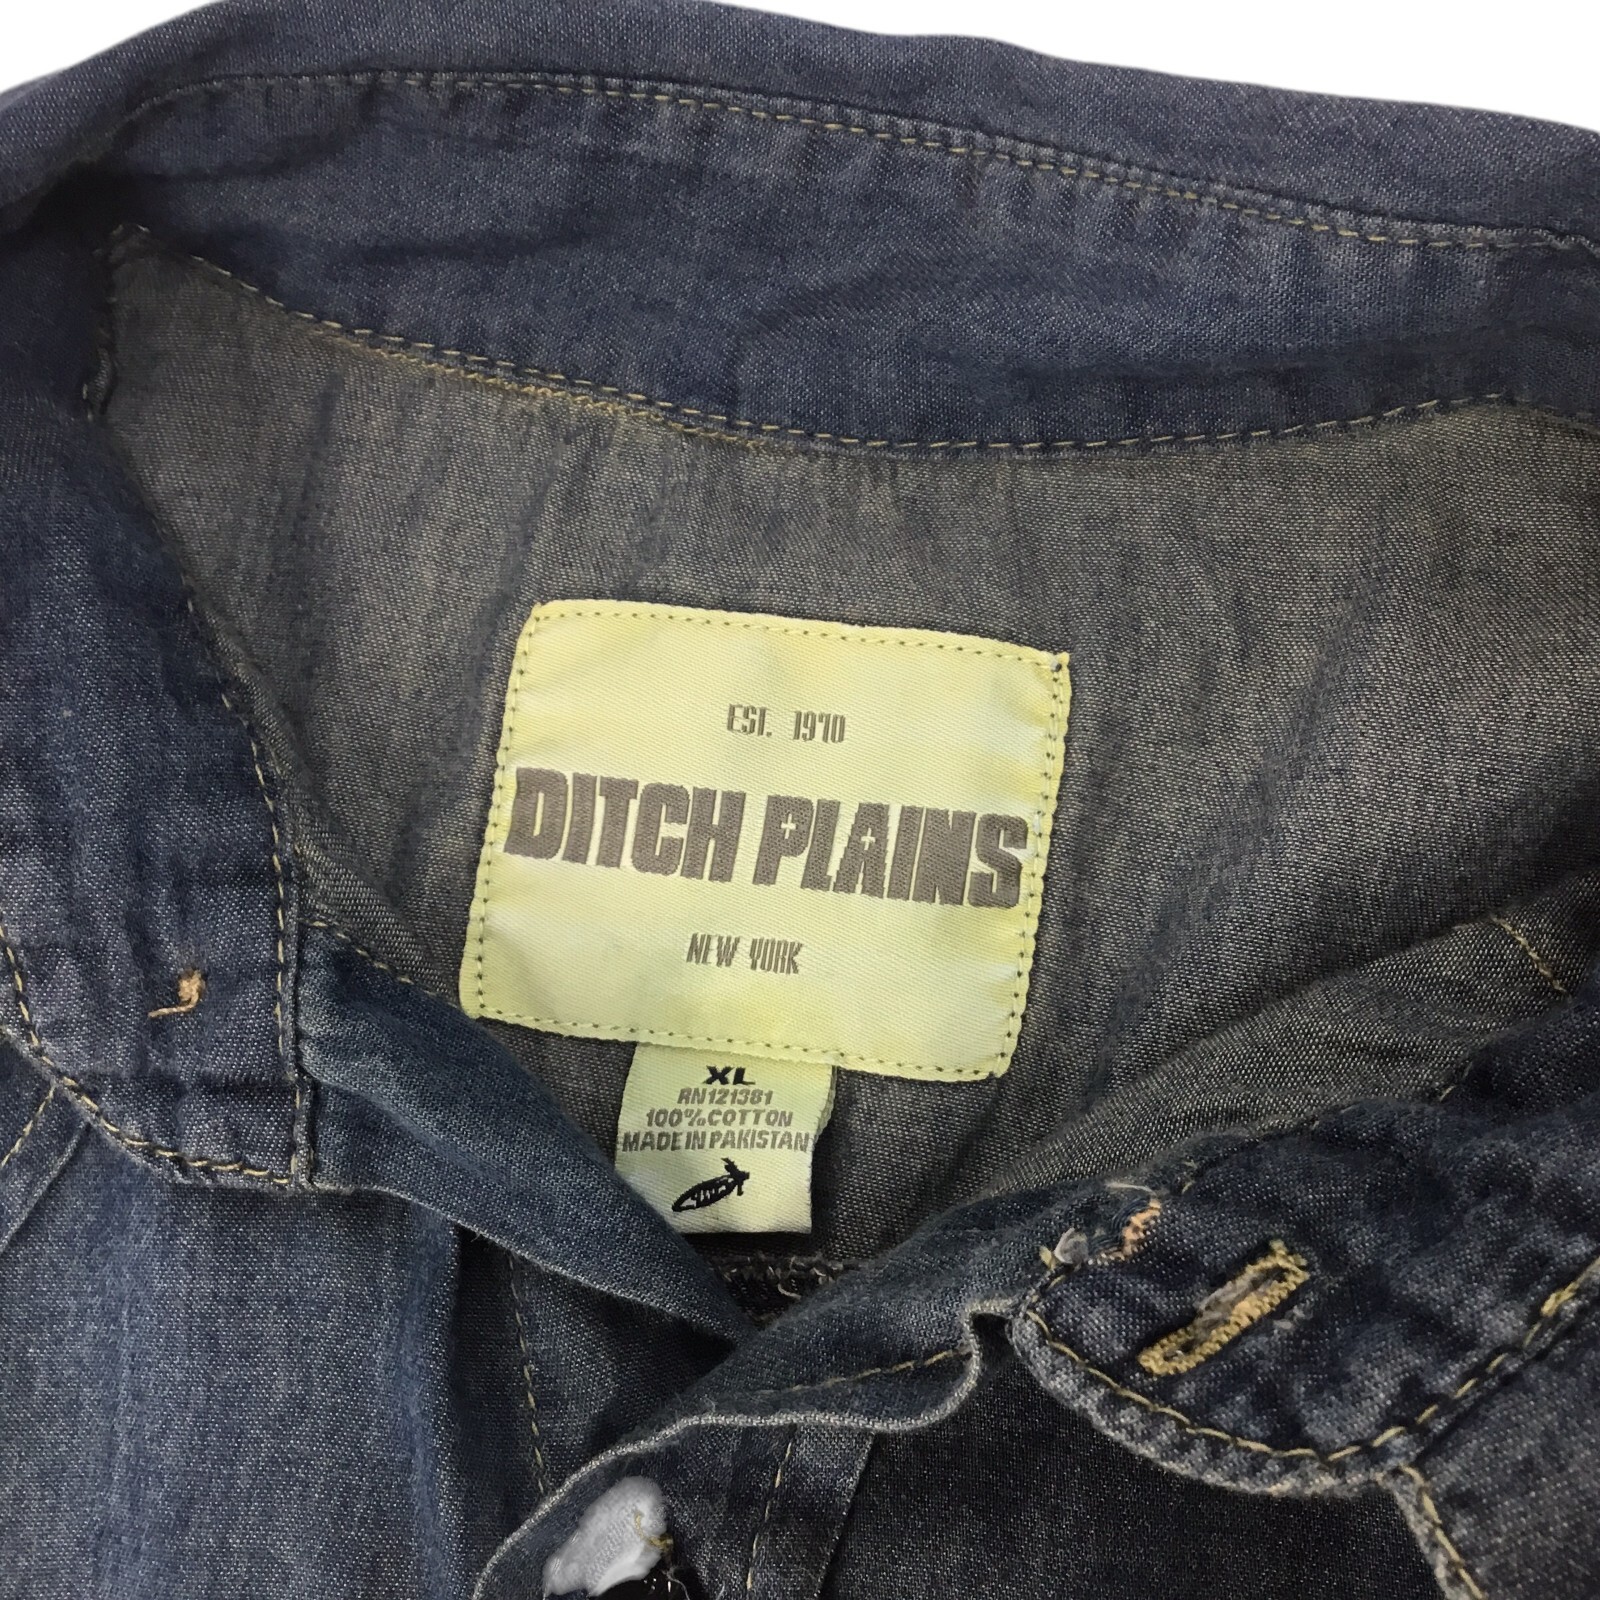 EST. 1970
DITCH PLAINS
NEW YORK
XL
RN121381
100%COTTON
MADE IN PAKISTAN